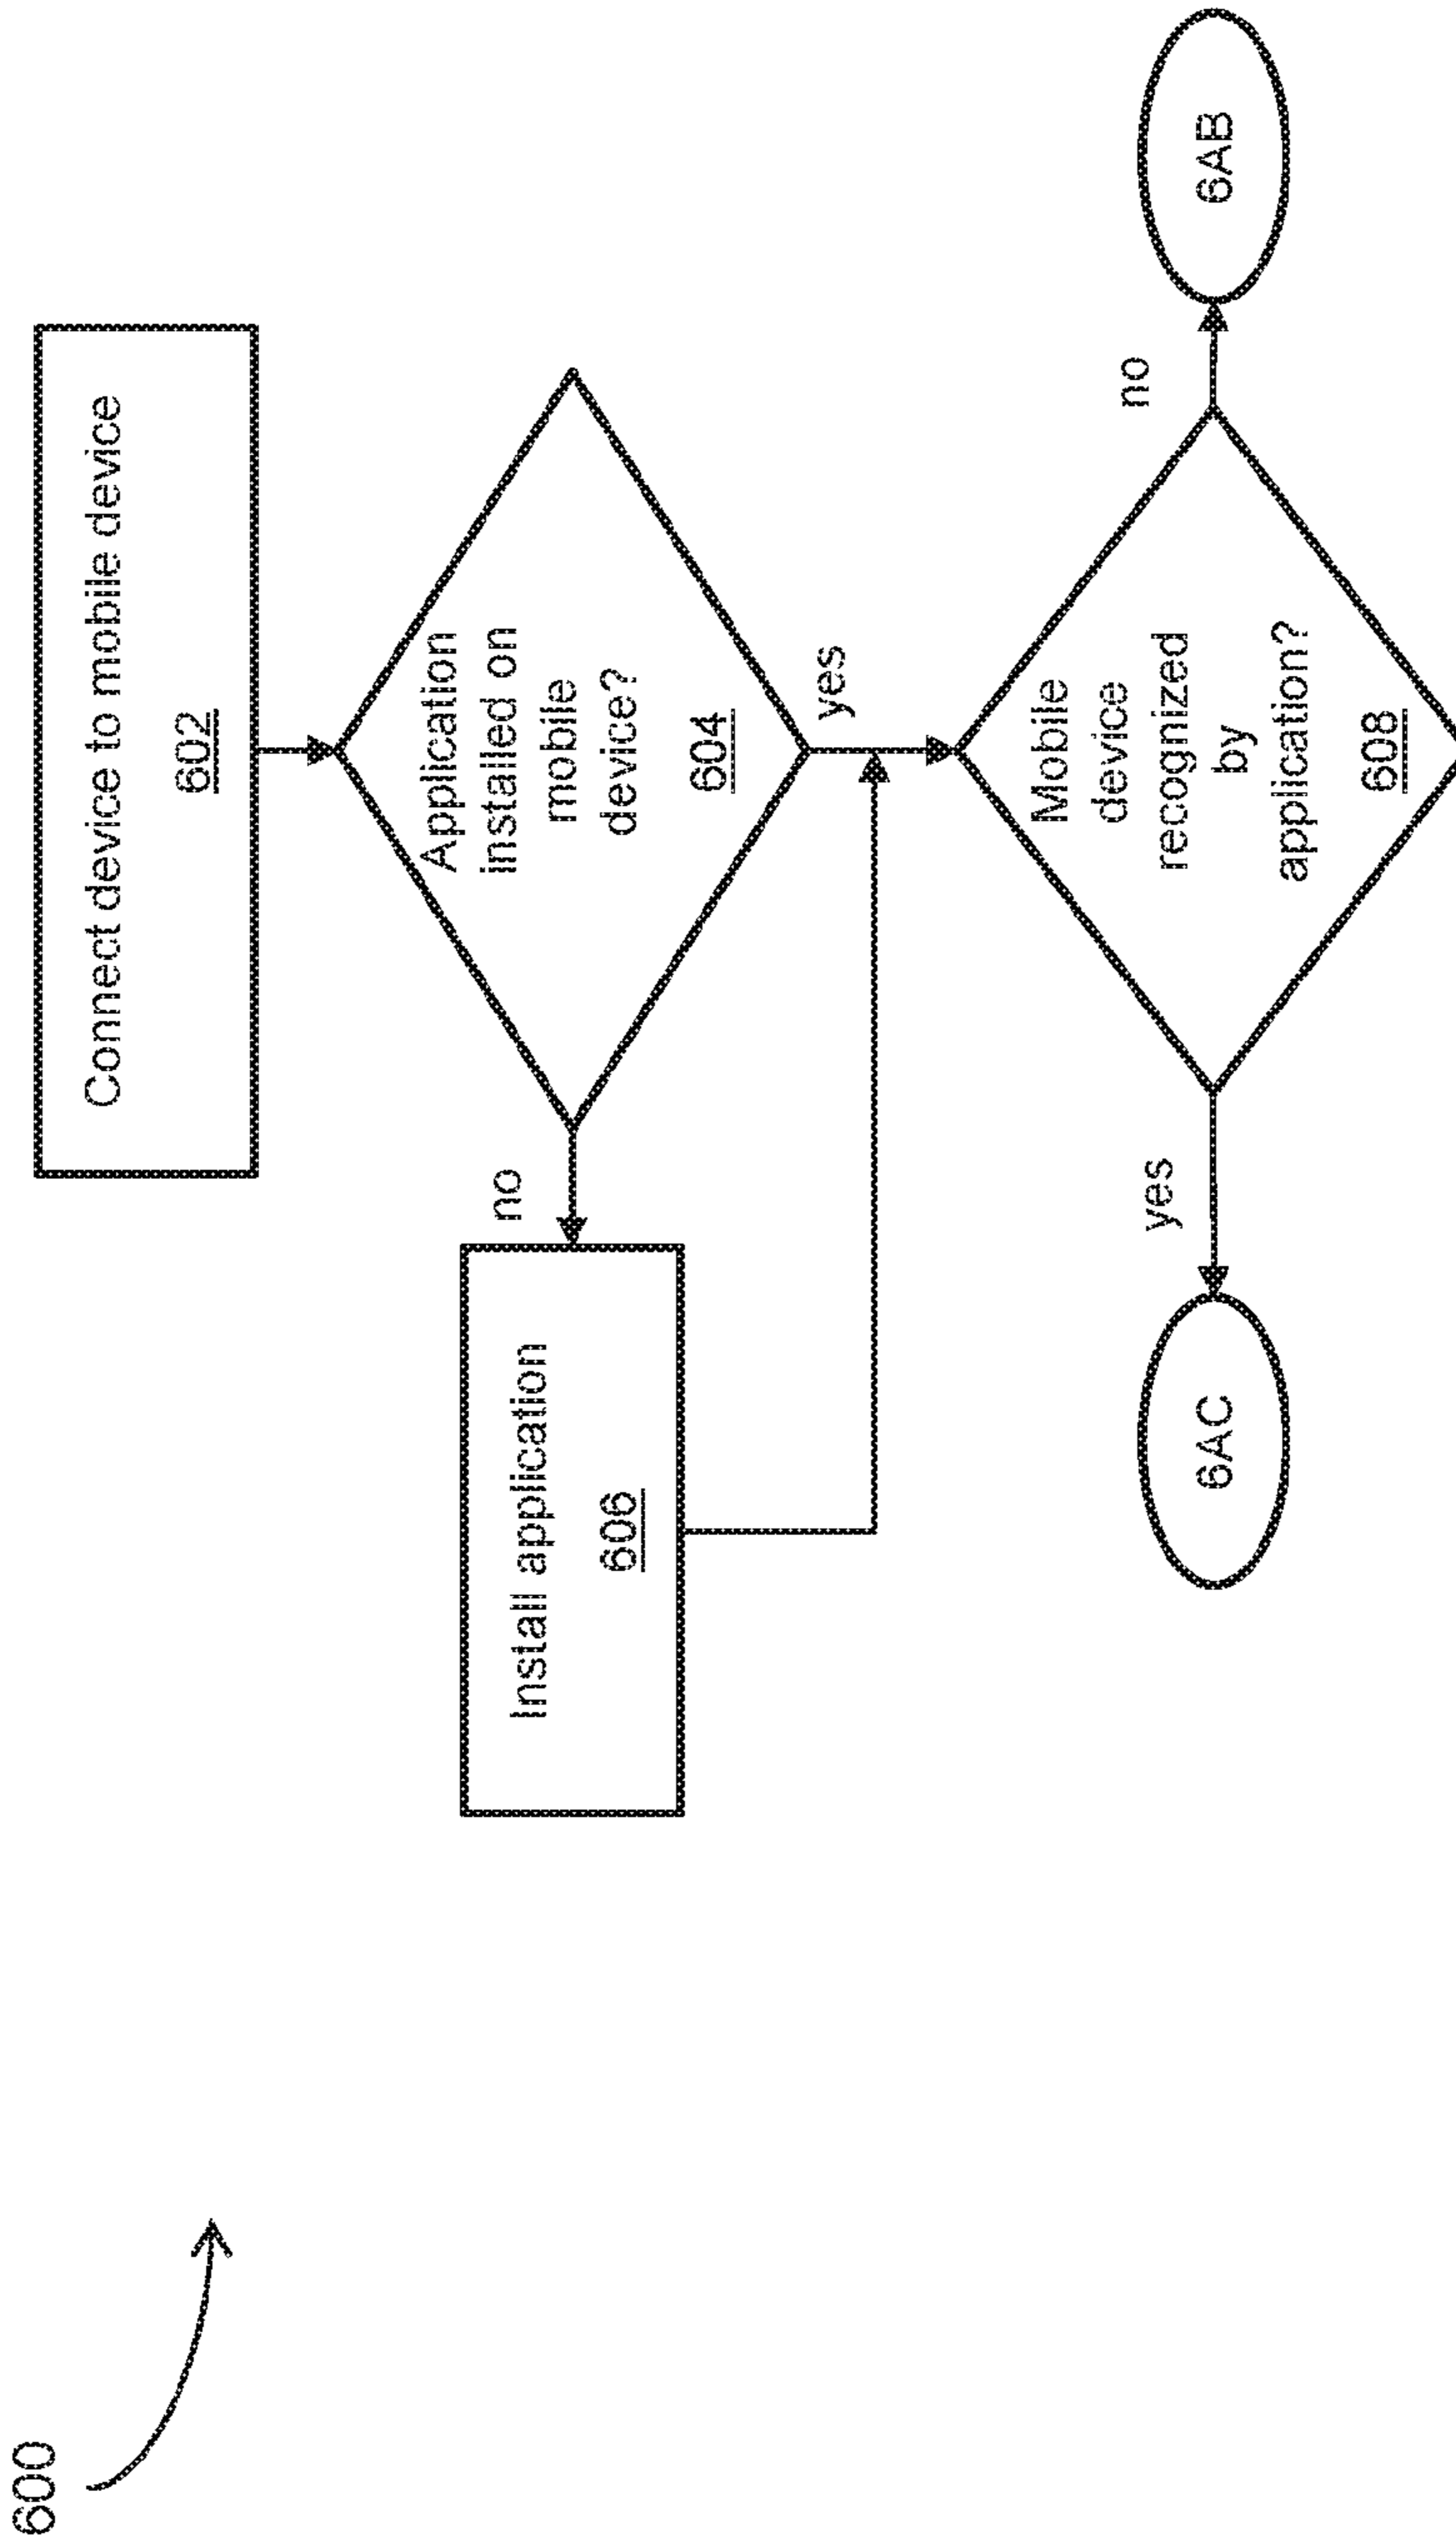 600
Connect device to mobile device
602
Application
installed on
mobile
device?
604
no
yes
Install application
606
Mobile
device
recognized
by
application?
608
yes
no
6AC
6AB